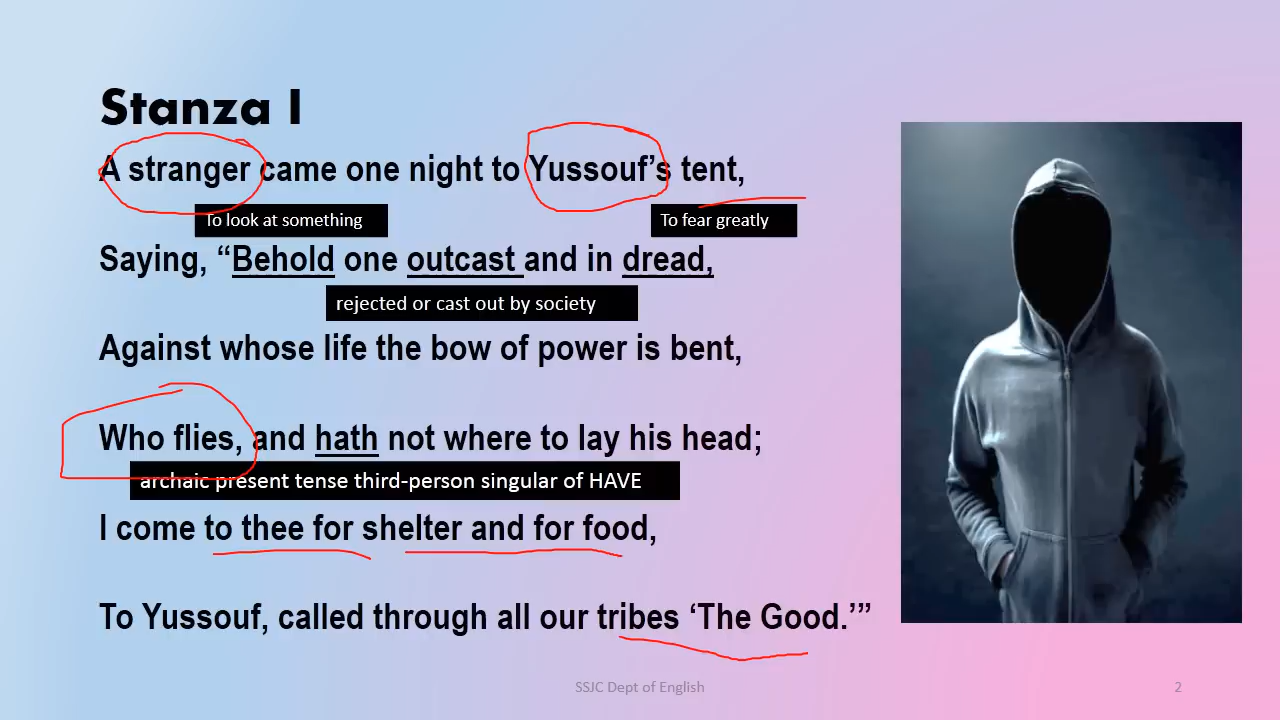 Stanza I
A stranger came one night to Yussouf’s tent,
To look at something
To fear greatly
Saying, “Behold one outcast and in dread,
rejected or cast out by society
Against whose life the bow of power is bent,
Who flies, and hath not where to lay his head;
archaic present tense third-person singular of HAVE
I come to thee for shelter and for food,
To Yussouf, called through all our tribes ‘The Good.’”
SSJC Dept of English
2